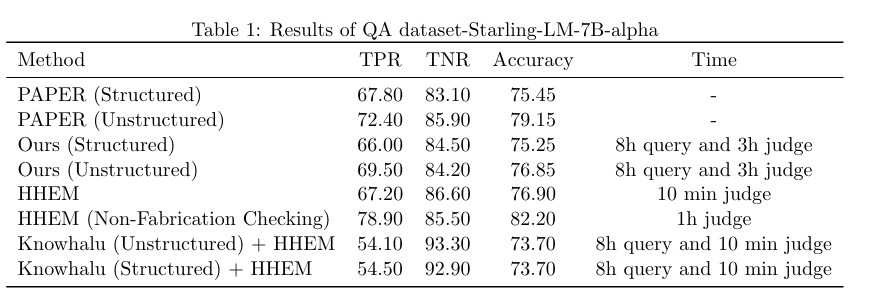 Table 1: Results of QA dataset-Starling-LM-7B-alpha
Method TPR TNR Accuracy Time
PAPER (Structured) 67.80 83.10 75.45 -
PAPER (Unstructured) 72.40 85.90 79.15 -
Ours (Structured) 66.00 84.50 75.25 8h query and 3h judge
Ours (Unstructured) 69.50 84.20 76.85 8h query and 3h judge
HHEM 67.20 86.60 76.90 10 min judge
HHEM (Non-Fabrication Checking) 78.90 85.50 82.20 1h judge
Knowhalu (Unstructured) + HHEM 54.10 93.30 73.70 8h query and 10 min judge
Knowhalu (Structured) + HHEM 54.50 92.90 73.70 8h query and 10 min judge